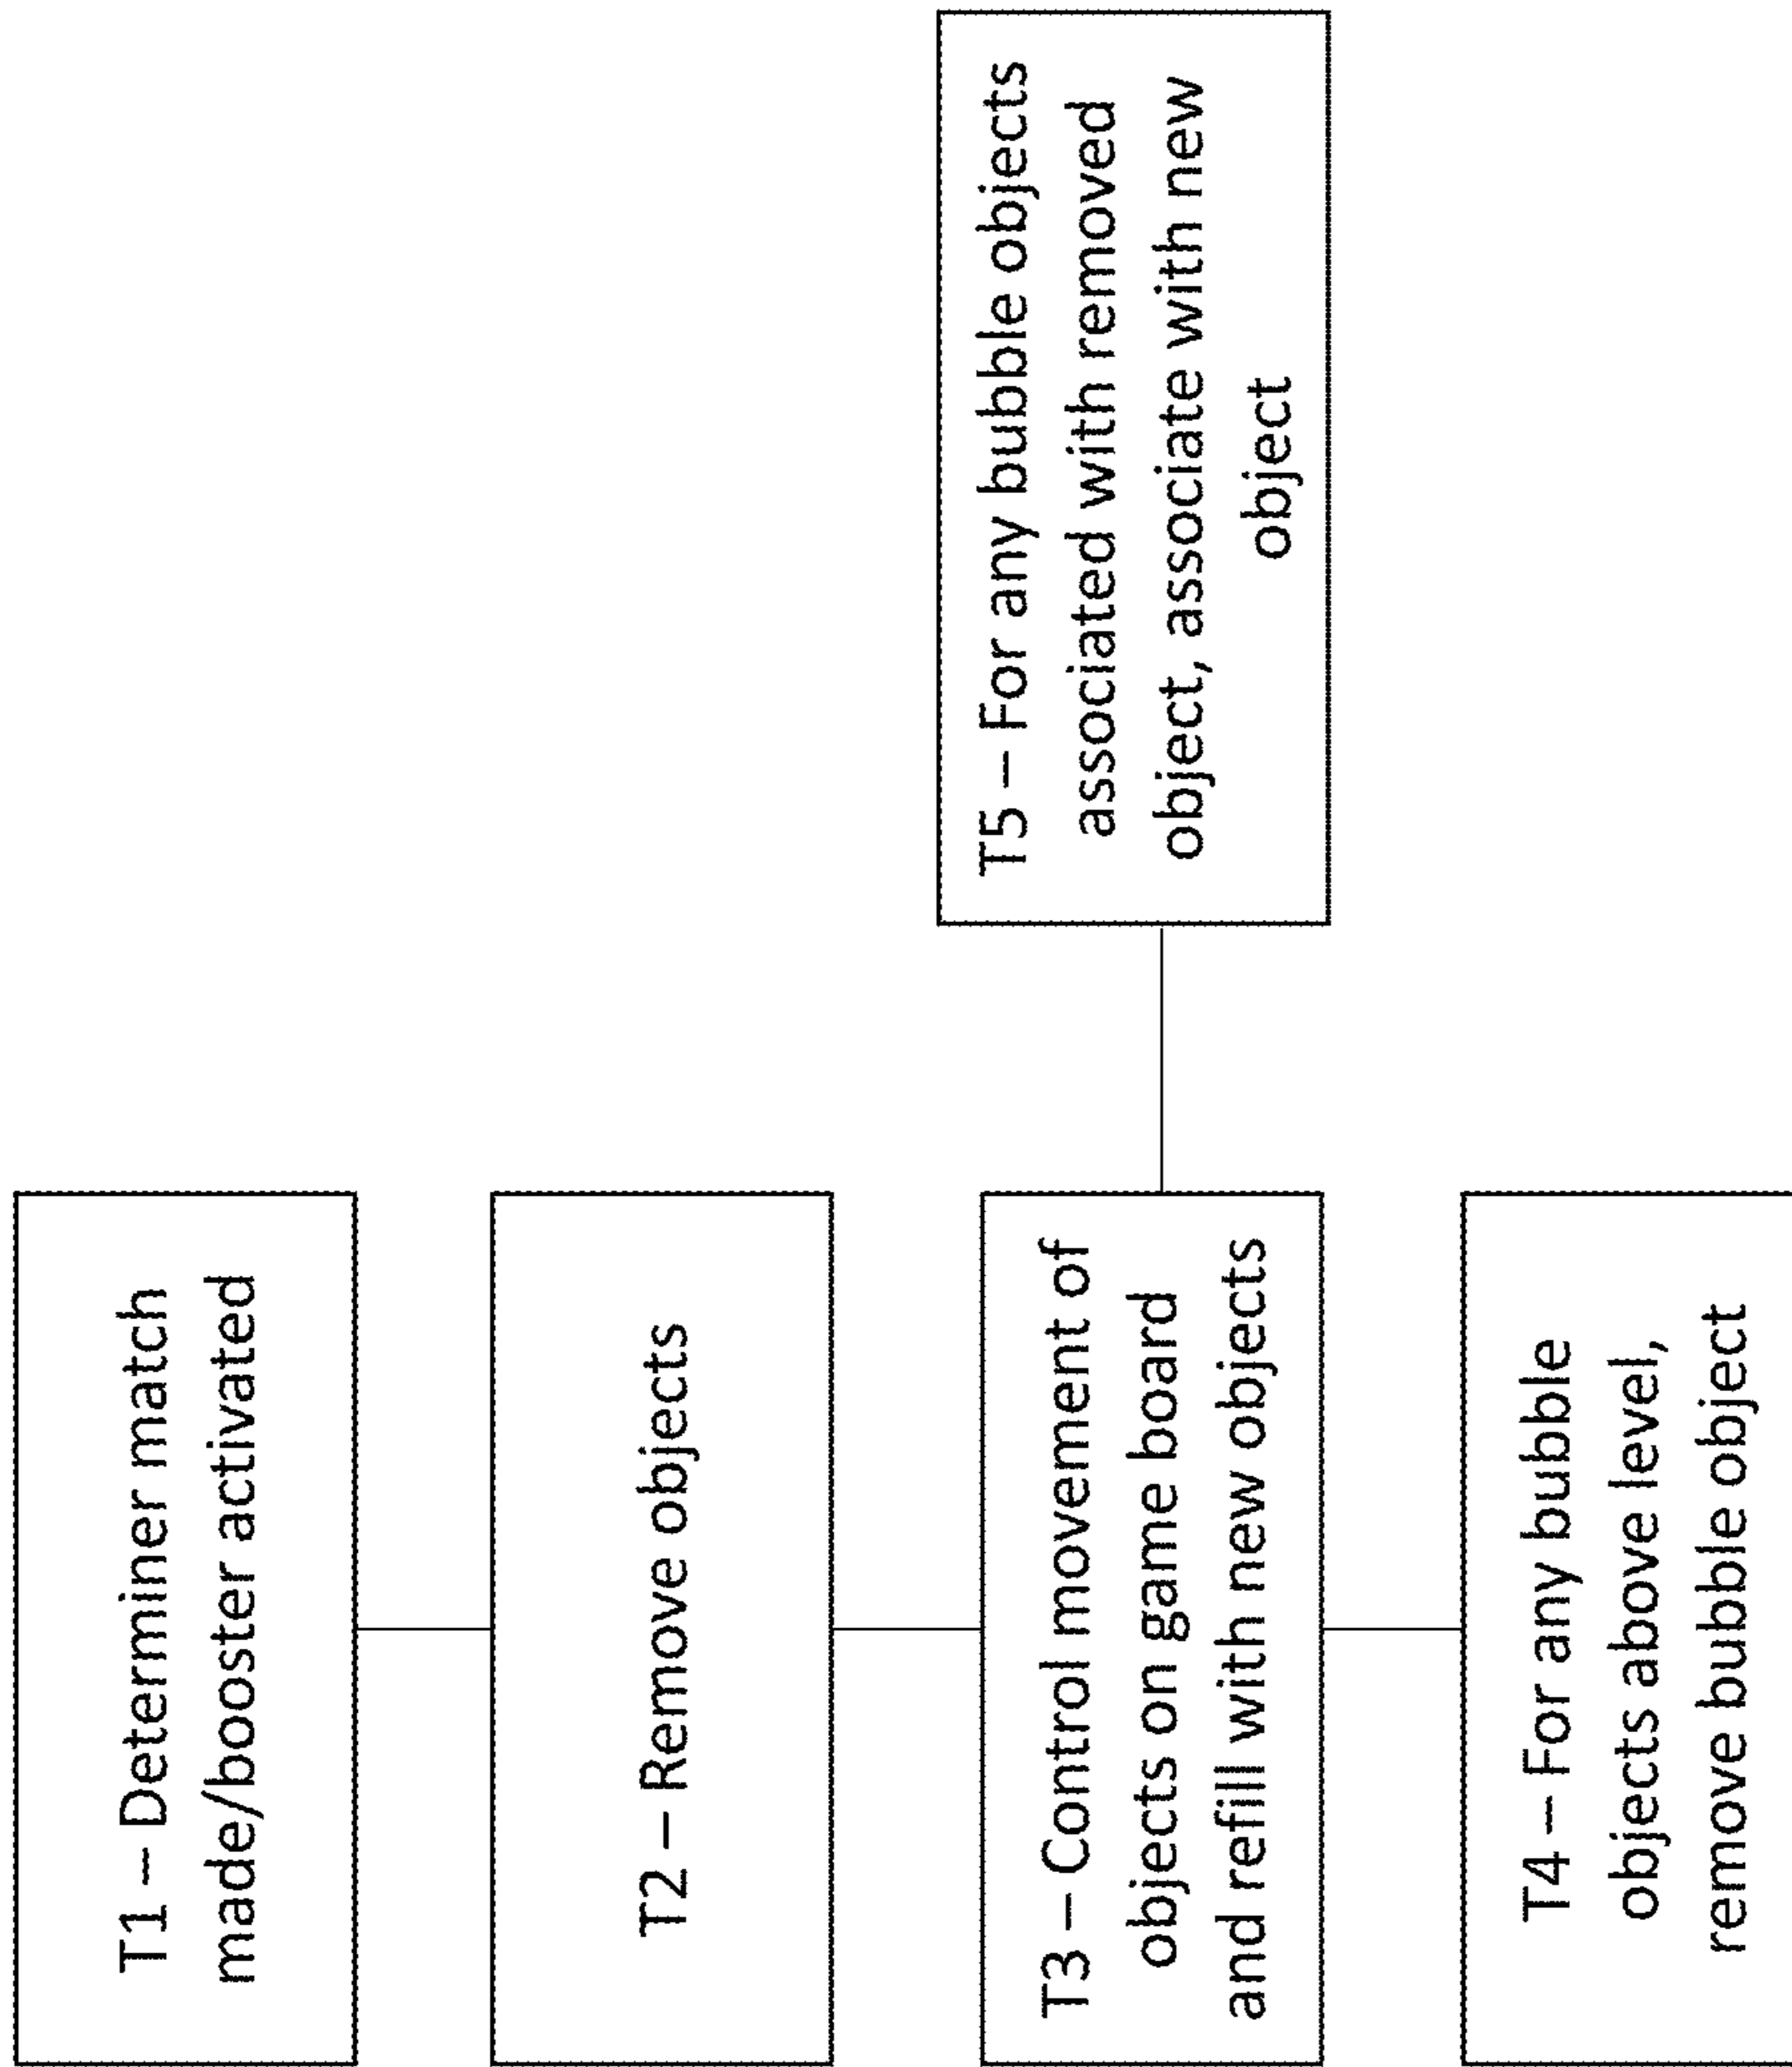 T1 – Determiner match
made/booster activated
T2 – Remove objects
T3 – Control movement of
objects on game board
and refill with new objects
T4 – For any bubble
objects above level,
remove bubble object
T5 – For any bubble objects
associated with removed
object, associate with new
object